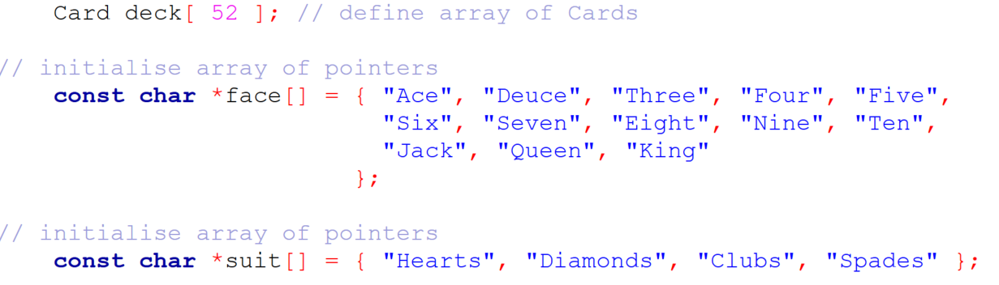 Card deck[ 52 ]; // define array of Cards
// initialise array of pointers
const char *face[] = { "Ace", "Deuce", "Three", "Four", "Five",
"Six", "Seven", "Eight", "Nine", "Ten",
"Jack", "Queen", "King"
};
// initialise array of pointers
const char *suit[] = { "Hearts", "Diamonds", "Clubs", "Spades" };